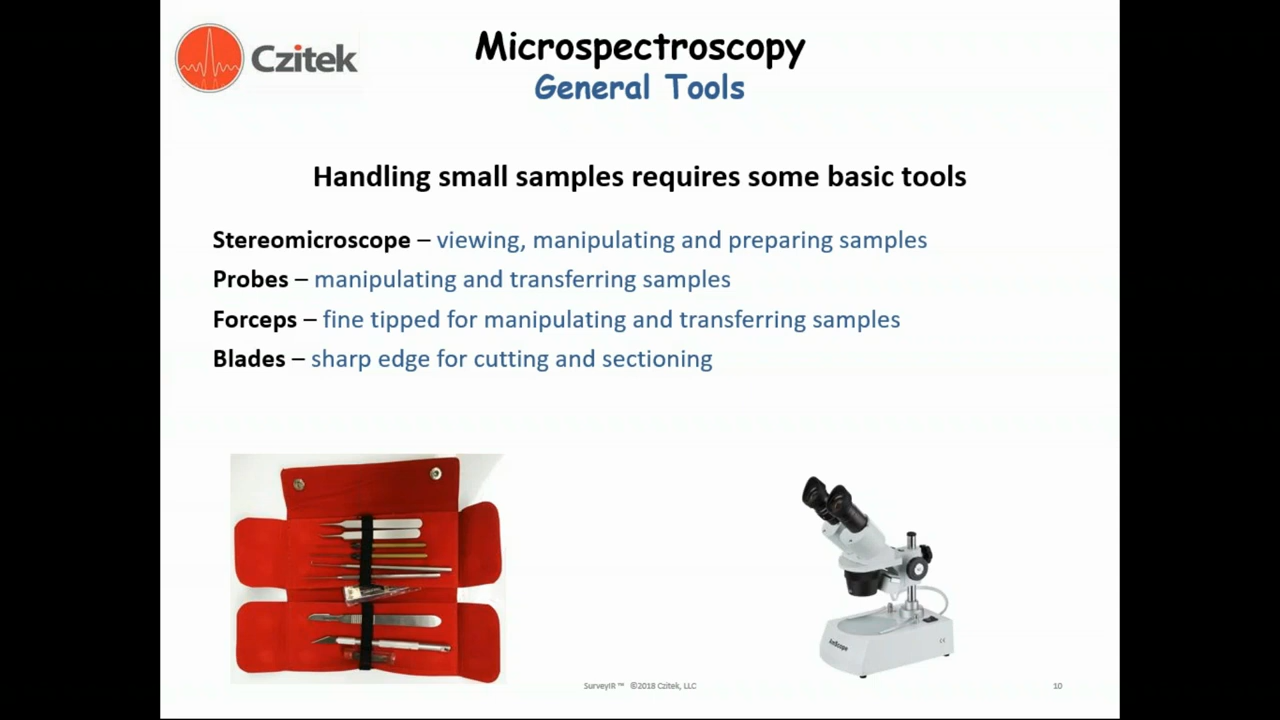 Czitek
Microspectroscopy
General Tools
Handling small samples requires some basic tools
Stereomicroscope – viewing, manipulating and preparing samples
Probes – manipulating and transferring samples
Forceps – fine tipped for manipulating and transferring samples
Blades – sharp edge for cutting and sectioning
AmScope
SurveyIR™ ©2018 Czitek, LLC
10